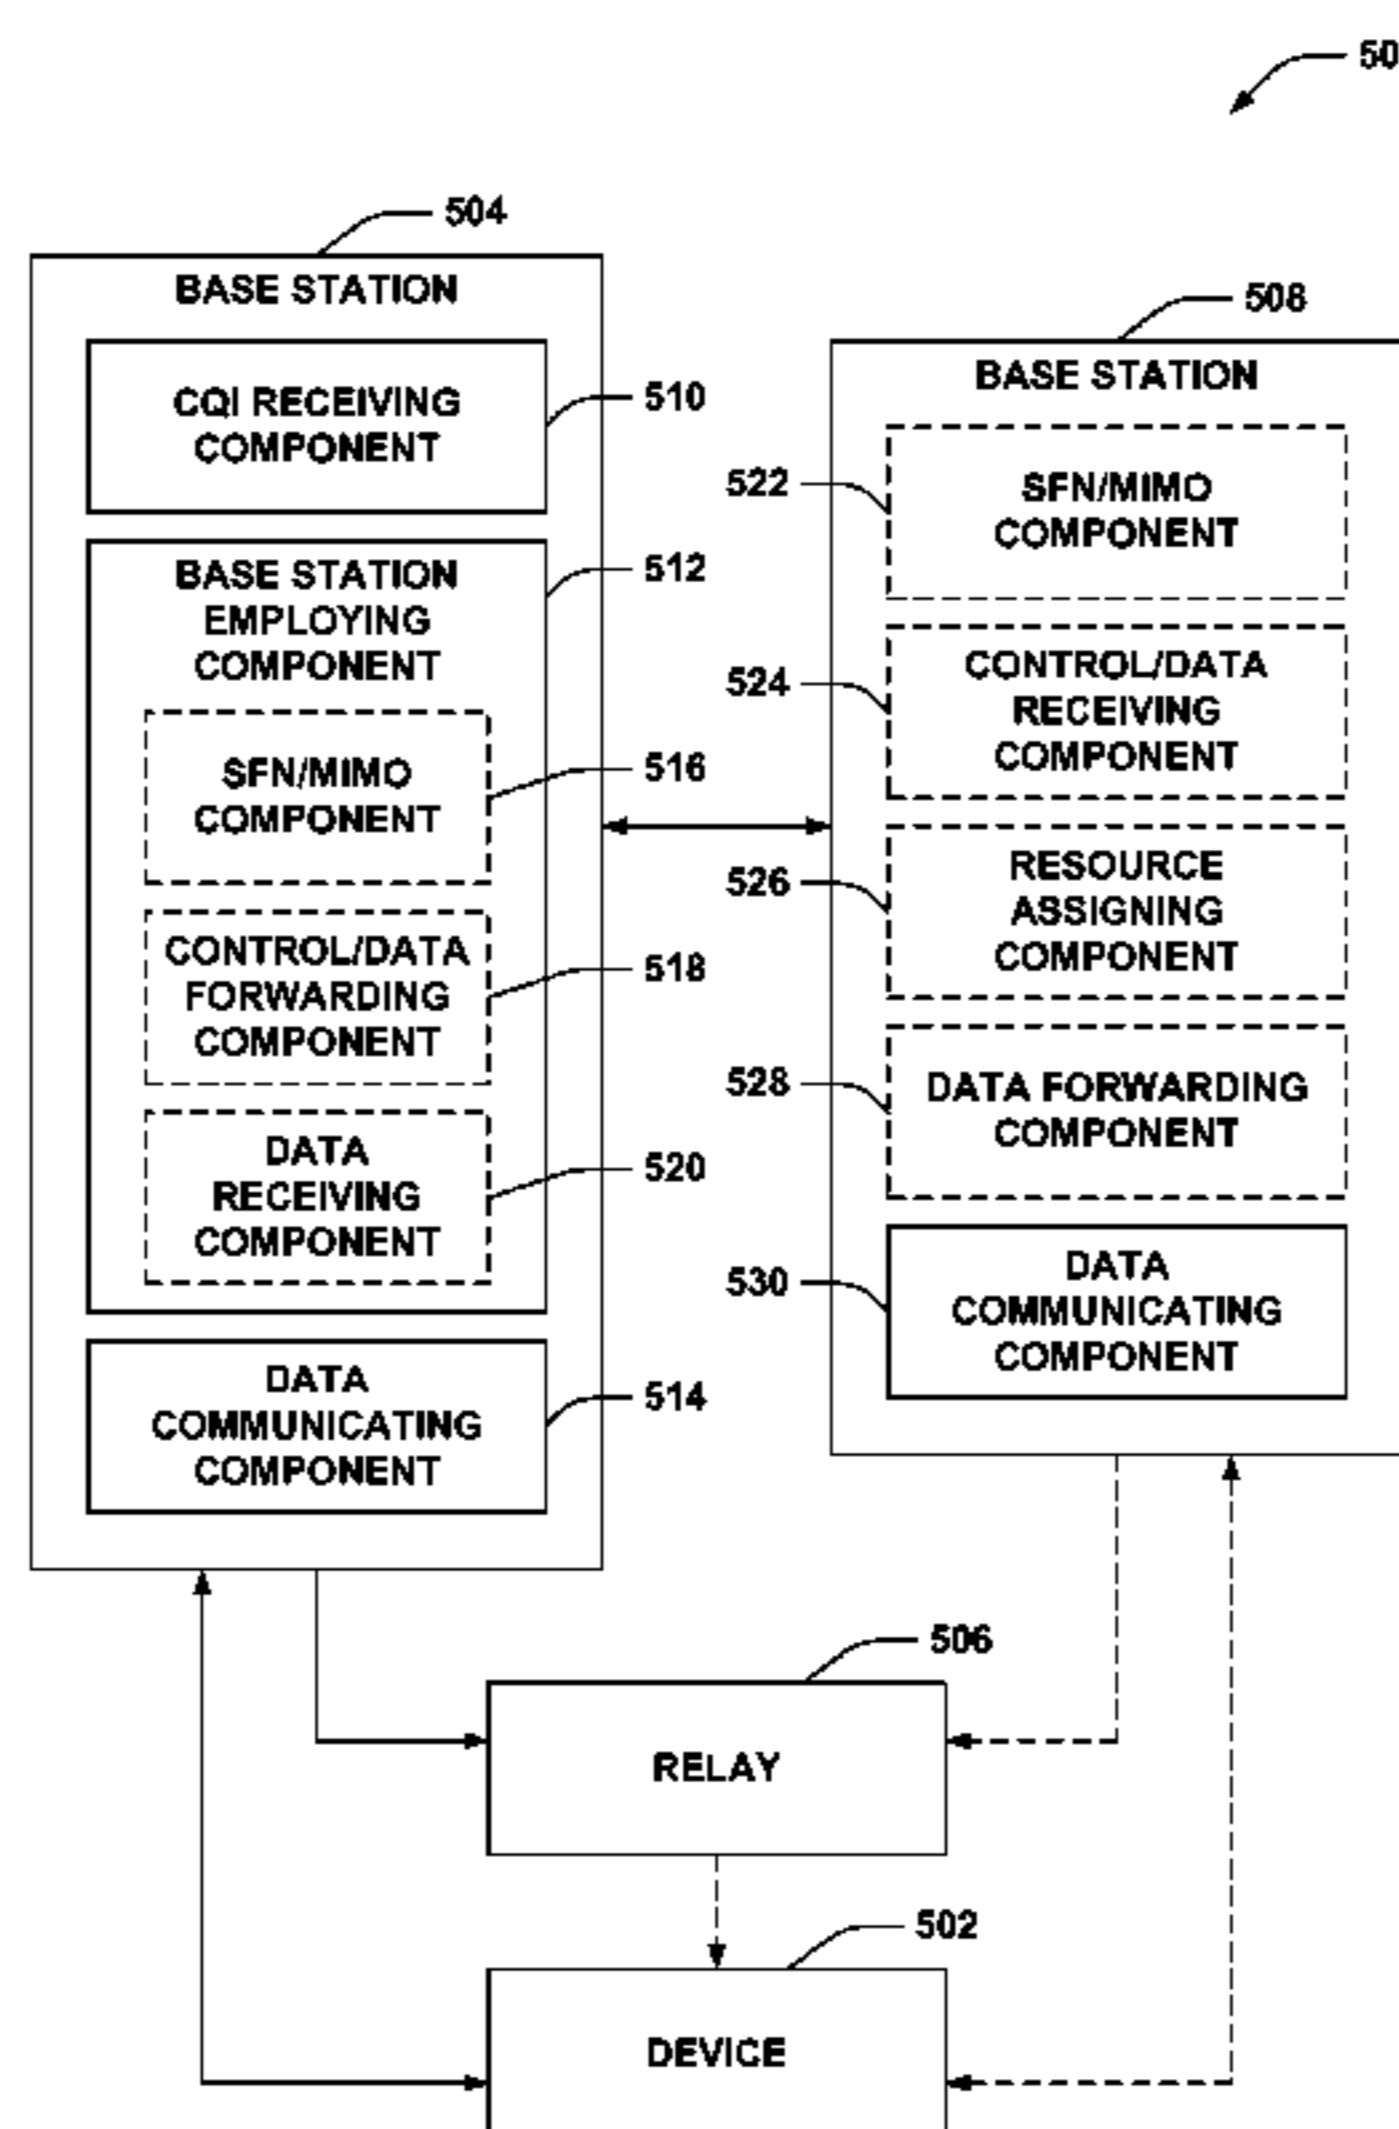 50
504
BASE STATION
CQI RECEIVING
COMPONENT
510
BASE STATION
EMPLOYING
COMPONENT
512
SFN/MIMO
COMPONENT
516
CONTROL/DATA
FORWARDING
COMPONENT
518
DATA
RECEIVING
COMPONENT
520
DATA
COMMUNICATING
COMPONENT
514
508
BASE STATION
522
SFN/MIMO
COMPONENT
524
CONTROL/DATA
RECEIVING
COMPONENT
526
RESOURCE
ASSIGNING
COMPONENT
528
DATA FORWARDING
COMPONENT
530
DATA
COMMUNICATING
COMPONENT
506
RELAY
502
DEVICE